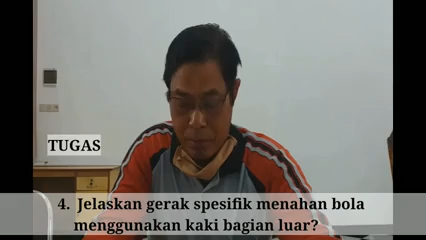 TUGAS
4. Jelaskan gerak spesifik menahan bola
menggunakan kaki bagian luar?